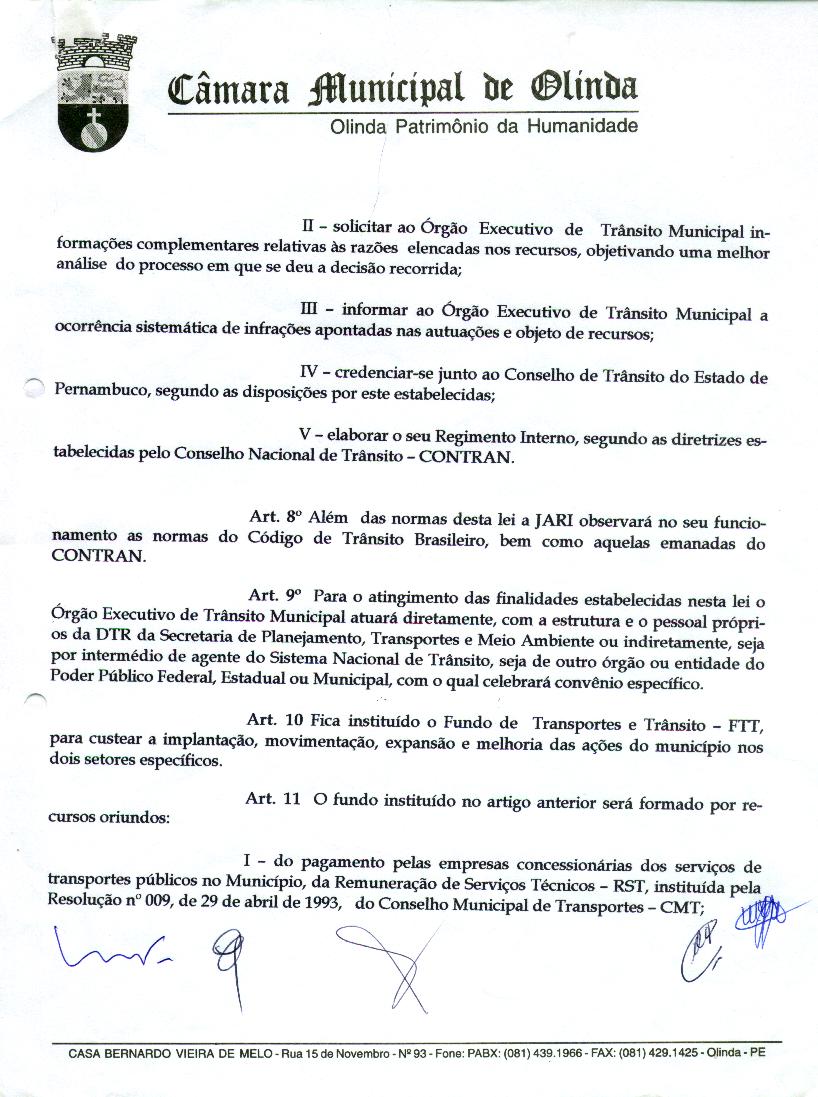 Câmara Municipal de Olinda
Olinda Patrimônio da Humanidade
II – solicitar ao Órgão Executivo de Trânsito Municipal in-
formações complementares relativas às razões elencadas nos recursos, objetivando uma melhor
análise do processo em que se deu a decisão recorrida;
III – informar ao Órgão Executivo de Trânsito Municipal a
ocorrência sistemática de infrações apontadas nas autuações e objeto de recursos;
IV – credenciar-se junto ao Conselho de Trânsito do Estado de
Pernambuco, segundo as disposições por este estabelecidas;
V – elaborar o seu Regimento Interno, segundo as diretrizes es-
tabelecidas pelo Conselho Nacional de Trânsito – CONTRAN.
Art. 8º Além das normas desta lei a JARI observará no seu funcio-
namento as normas do Código de Trânsito Brasileiro, bem como aquelas emanadas do
CONTRAN.
Art. 9º Para o atingimento das finalidades estabelecidas nesta lei o
Órgão Executivo de Trânsito Municipal atuará diretamente, com a estrutura e o pessoal própri-
os da DTR da Secretaria de Planejamento, Transportes e Meio Ambiente ou indiretamente, seja
por intermédio de agente do Sistema Nacional de Trânsito, seja de outro órgão ou entidade do
Poder Público Federal, Estadual ou Municipal, com o qual celebrará convênio específico.
Art. 10 Fica instituído o Fundo de Transportes e Trânsito – FTT,
para custear a implantação, movimentação, expansão e melhoria das ações do município nos
dois setores específicos.
Art. 11 O fundo instituído no artigo anterior será formado por re-
cursos oriundos:
I – do pagamento pelas empresas concessionárias dos serviços de
transportes públicos no Município, da Remuneração de Serviços Técnicos – RST, instituída pela
Resolução nº 009, de 29 de abril de 1993, do Conselho Municipal de Transportes – CMT;
CASA BERNARDO VIEIRA DE MELO - Rua 15 de Novembro - Nº 93 - Fone: PABX: (081) 439.1966 - FAX: (081) 429.1425 - Olinda - PE